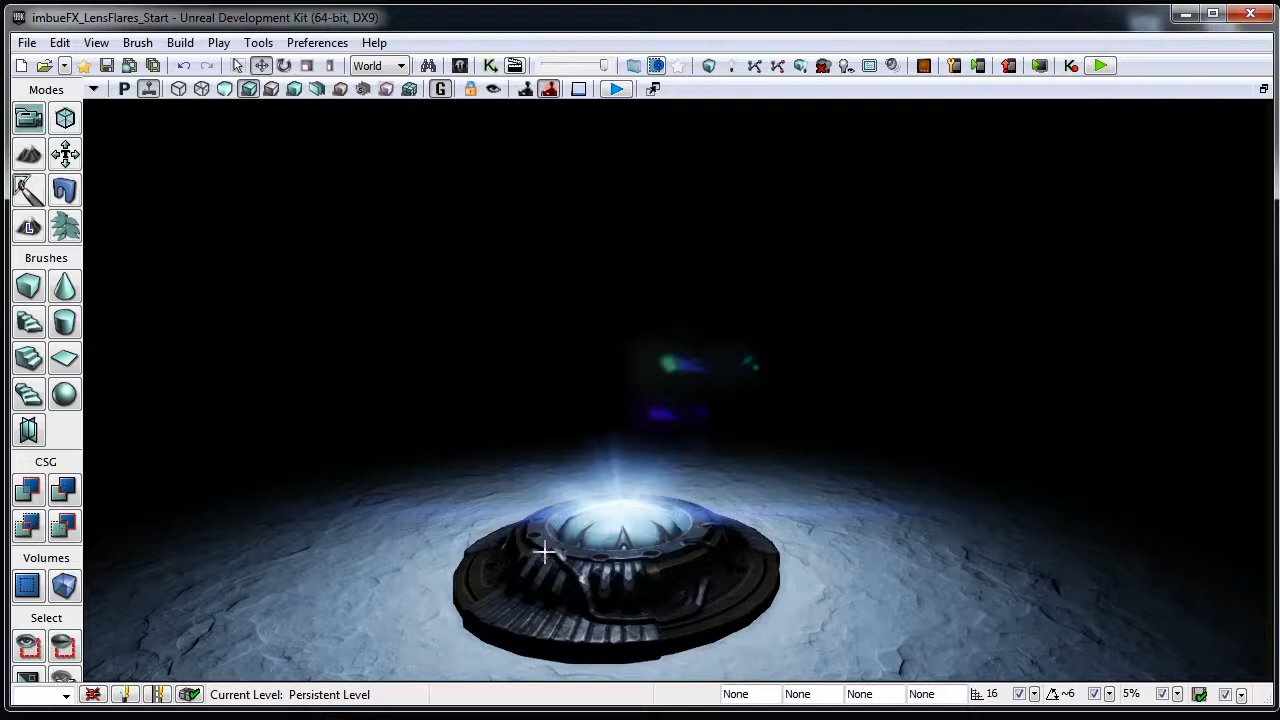 imbueFX_LensFlares_Start - Unreal Development Kit (64-bit, DX9)
File Edit View Brush Build Play Tools Preferences Help
World
Modes
P
G
L
Brushes
CSG
Volumes
Select
Current Level: Persistent Level
None None None None 16 ~6 5%